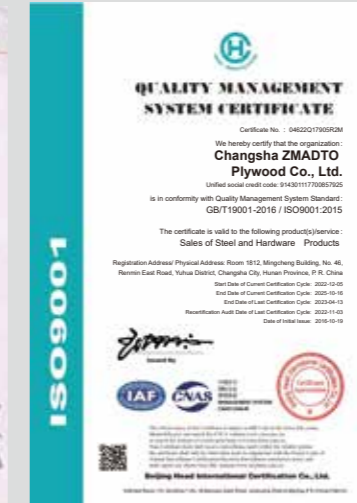 ISO9001
QUALITY MANAGEMENT
SYSTEM CERTIFICATE
Certificate No. : 04622Q17905R2M
We hereby certify that the organization:
Changsha ZMADTO
Plywood Co., Ltd.
Unified social credit code: 914301117700857925
is in conformity with Quality Management System Standard:
GB/T19001-2016 / ISO9001:2015
The certificate is valid to the following product(s)/service:
Sales of Steel and Hardware Products
Registration Address/ Physical Address: Room 1812, Mingcheng Building, No. 46,
Renmin East Road, Yuhua District, Changsha City, Hunan Province, P. R. China
Start Date of Current Certification Cycle: 2022-12-05
End Date of Current Certification Cycle: 2025-10-16
End Date of Last Certification Cycle: 2023-04-13
Recertification Audit Date of Last Certification Cycle: 2022-11-03
Date of Initial Issue: 2016-10-19
Issued By
IAF
CNAS
Beijing Head International Certification Co., Ltd.